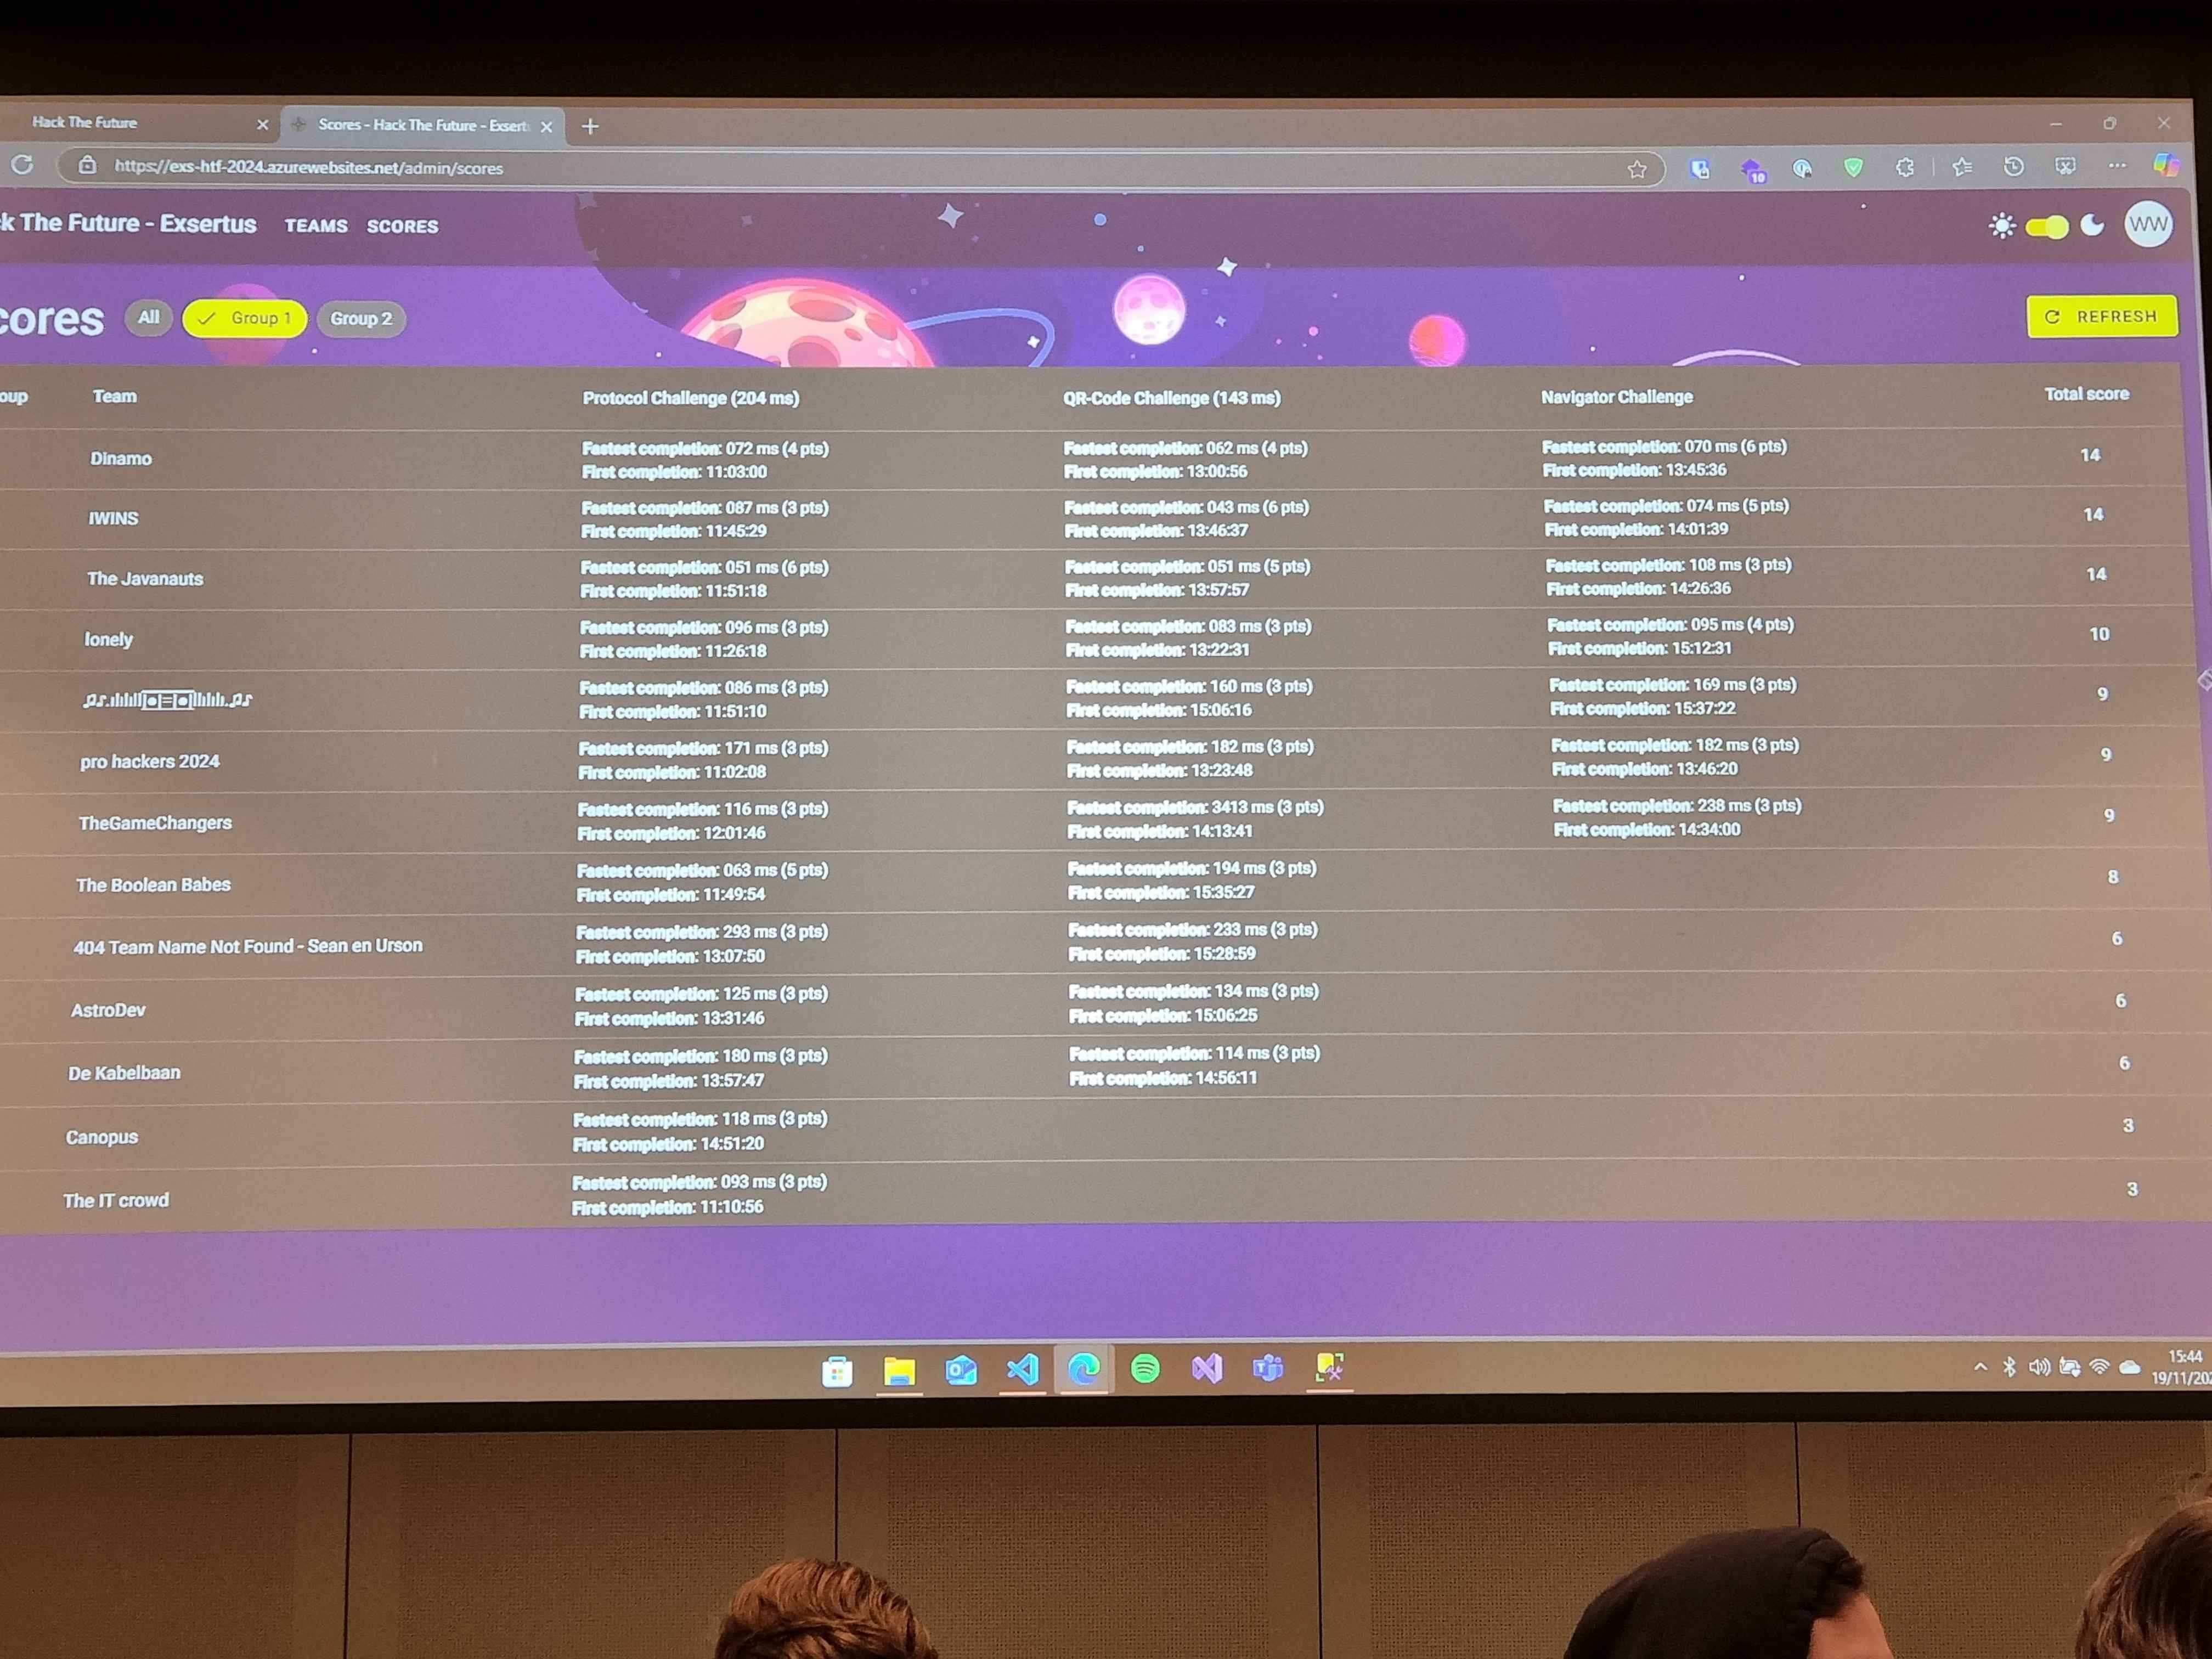 Hack The Future
Scores - Hack The Future - Exsert
https://exs-htf-2024.azurewebsites.net/admin/scores
10
k The Future - Exsertus TEAMS SCORES
WW
cores All Group 1 Group 2
REFRESH
oup Team Protocol Challenge (204 ms) QR-Code Challenge (143 ms) Navigator Challenge Total score
Dinamo
Fastest completion: 072 ms (4 pts)
First completion: 11:03:00
Fastest completion: 062 ms (4 pts)
First completion: 13:00:56
Fastest completion: 070 ms (6 pts)
First completion: 13:45:36
14
IWINS
Fastest completion: 087 ms (3 pts)
First completion: 11:45:29
Fastest completion: 043 ms (6 pts)
First completion: 13:46:37
Fastest completion: 074 ms (5 pts)
First completion: 14:01:39
14
The Javanauts
Fastest completion: 051 ms (6 pts)
First completion: 11:51:18
Fastest completion: 051 ms (5 pts)
First completion: 13:57:57
Fastest completion: 108 ms (3 pts)
First completion: 14:26:36
14
lonely
Fastest completion: 096 ms (3 pts)
First completion: 11:26:18
Fastest completion: 083 ms (3 pts)
First completion: 13:22:31
Fastest completion: 095 ms (4 pts)
First completion: 15:12:31
10
Fastest completion: 086 ms (3 pts)
First completion: 11:51:10
Fastest completion: 160 ms (3 pts)
First completion: 15:06:16
Fastest completion: 169 ms (3 pts)
First completion: 15:37:22
9
pro hackers 2024
Fastest completion: 171 ms (3 pts)
First completion: 11:02:08
Fastest completion: 182 ms (3 pts)
First completion: 13:23:48
Fastest completion: 182 ms (3 pts)
First completion: 13:46:20
9
TheGameChangers
Fastest completion: 116 ms (3 pts)
First completion: 12:01:46
Fastest completion: 3413 ms (3 pts)
First completion: 14:13:41
Fastest completion: 238 ms (3 pts)
First completion: 14:34:00
9
The Boolean Babes
Fastest completion: 063 ms (5 pts)
First completion: 11:49:54
Fastest completion: 194 ms (3 pts)
First completion: 15:35:27
8
404 Team Name Not Found - Sean en Urson
Fastest completion: 293 ms (3 pts)
First completion: 13:07:50
Fastest completion: 233 ms (3 pts)
First completion: 15:28:59
6
AstroDev
Fastest completion: 125 ms (3 pts)
First completion: 13:31:46
Fastest completion: 134 ms (3 pts)
First completion: 15:06:25
6
De Kabelbaan
Fastest completion: 180 ms (3 pts)
First completion: 13:57:47
Fastest completion: 114 ms (3 pts)
First completion: 14:56:11
6
Canopus
Fastest completion: 118 ms (3 pts)
First completion: 14:51:20
3
The IT crowd
Fastest completion: 093 ms (3 pts)
First completion: 11:10:56
3
15:44
19/11/202